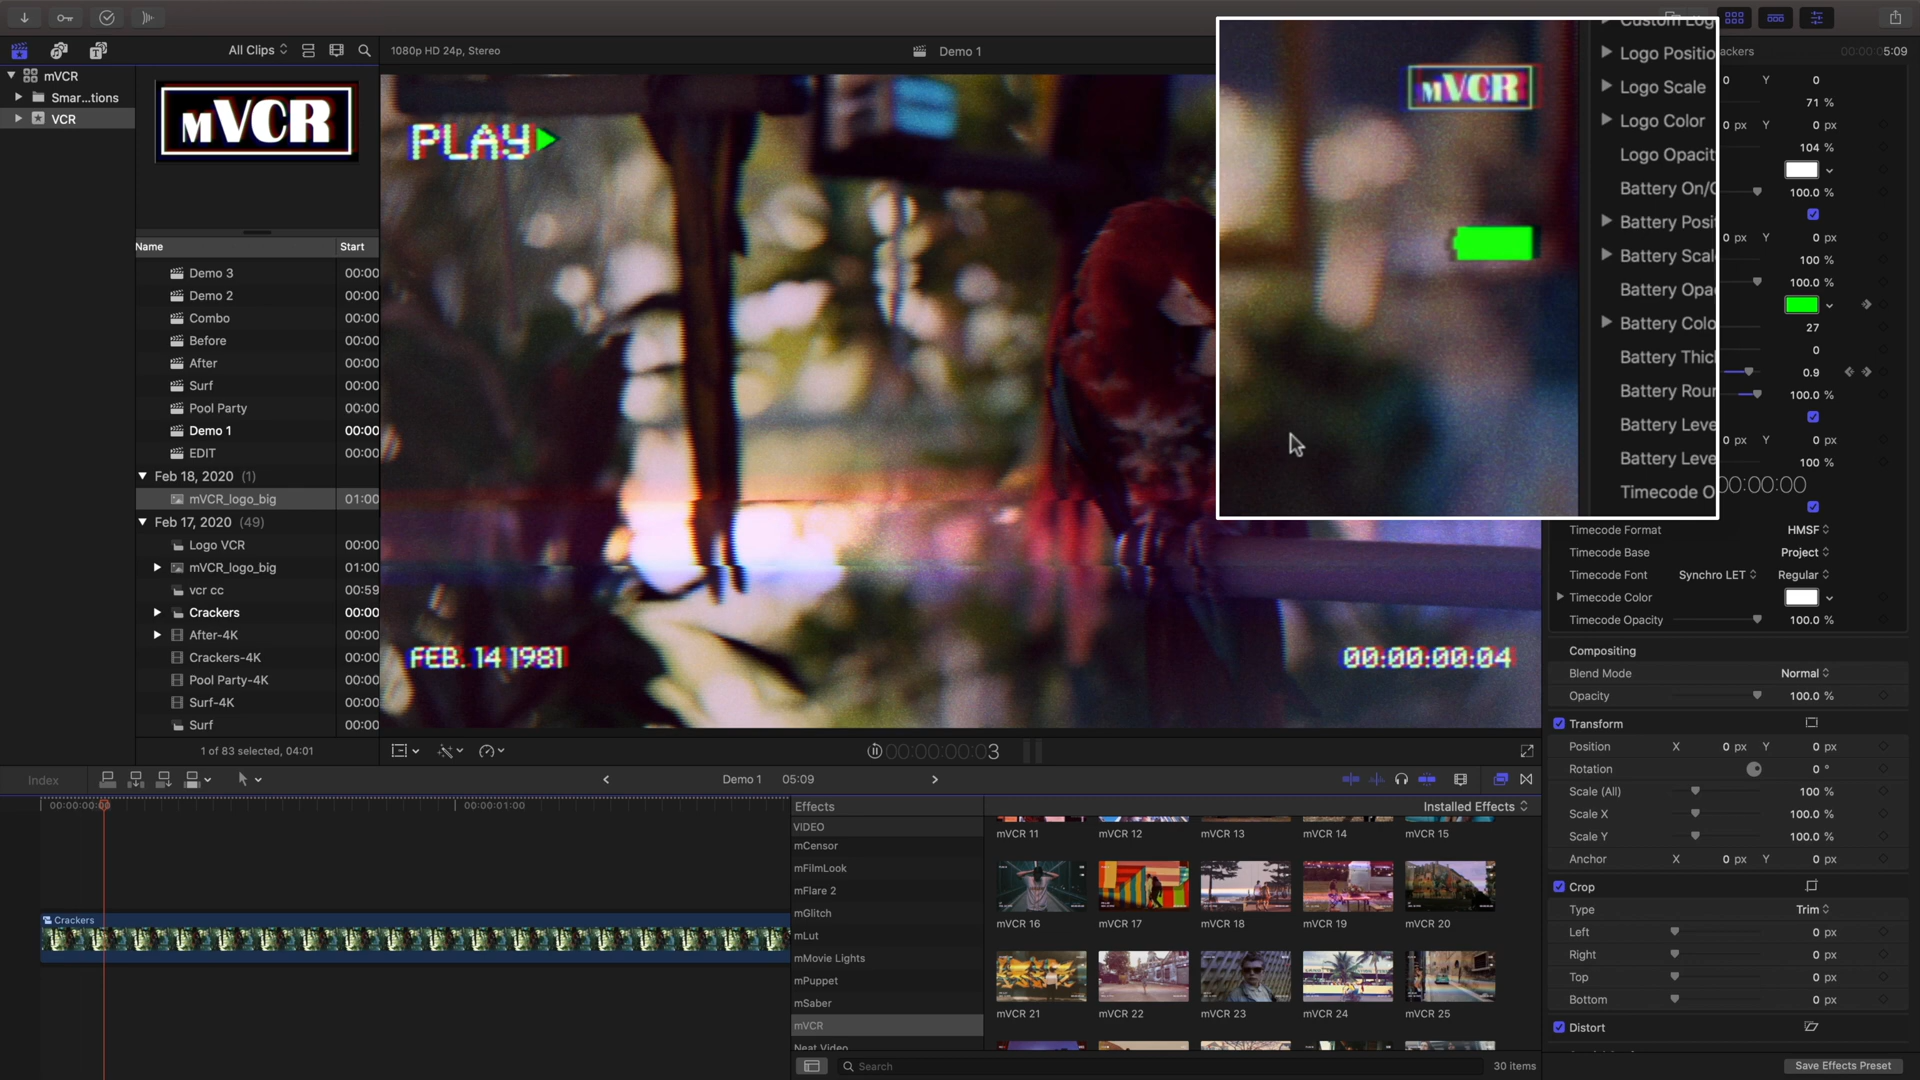 All Clips
1080p HD 24p, Stereo
Demo 1
ackers
00:00:05:09
mVCR
Smar...tions
VCR
mVCR
Name
Start
Demo 3
00:00
Demo 2
00:00
Combo
00:00
Before
00:00
After
00:00
Surf
00:00
Pool Party
00:00
Demo 1
00:00
EDIT
00:00
Feb 18, 2020 (1)
mVCR_logo_big
01:00
Feb 17, 2020 (49)
Logo VCR
00:00
mVCR_logo_big
01:00
vcr cc
00:59
Crackers
00:00
After-4K
00:00
Crackers-4K
00:00
Pool Party-4K
00:00
Surf-4K
00:00
Surf
00:00
1 of 83 selected, 04:01
PLAY
FEB. 14 1981
00:00:00:04
mVCR
Custom Log
Logo Positio
Logo Scale
Logo Color
Logo Opacit
Battery On/
Battery Posi
Battery Scal
Battery Opa
Battery Colo
Battery Thic
Battery Rour
Battery Leve
Battery Leve
Timecode O
0 Y 0
71 %
0 px Y 0 px
104 %
100.0 %
0 px Y 0 px
100 %
100.0 %
27
0
0.9
100.0 %
0 px Y 0 px
100 %
00:00:00
Timecode Format HMSF
Timecode Base Project
Timecode Font Synchro LET Regular
Timecode Color
Timecode Opacity 100.0 %
Compositing
Blend Mode Normal
Opacity 100.0 %
Transform
Position X 0 px Y 0 px
Rotation 0 °
Scale (All) 100 %
Scale X 100.0 %
Scale Y 100.0 %
Anchor X 0 px Y 0 px
Crop
Type Trim
Left 0 px
Right 0 px
Top 0 px
Bottom 0 px
Distort
Save Effects Preset
00:00:00:03
Index
Demo 1 05:09
00:00:00:00
00:00:01:00
Crackers
Effects
Installed Effects
VIDEO
mCensor
mFilmLook
mFlare 2
mGlitch
mLut
mMovie Lights
mPuppet
mSaber
mVCR
Neat Video
mVCR 11
mVCR 12
mVCR 13
mVCR 14
mVCR 15
mVCR 16
mVCR 17
mVCR 18
mVCR 19
mVCR 20
mVCR 21
mVCR 22
mVCR 23
mVCR 24
mVCR 25
Search
30 items